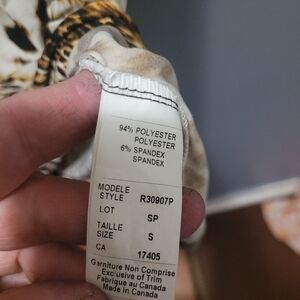 94% POLYESTER
POLYESTER
6% SPANDEX
SPANDEX
MODELE
STYLE R30907P
LOT SP
TAILLE
SIZE S
CA 17405
Garniture Non Comprise
Exclusive of Trim
Fabrique au Canada
Made in Canada